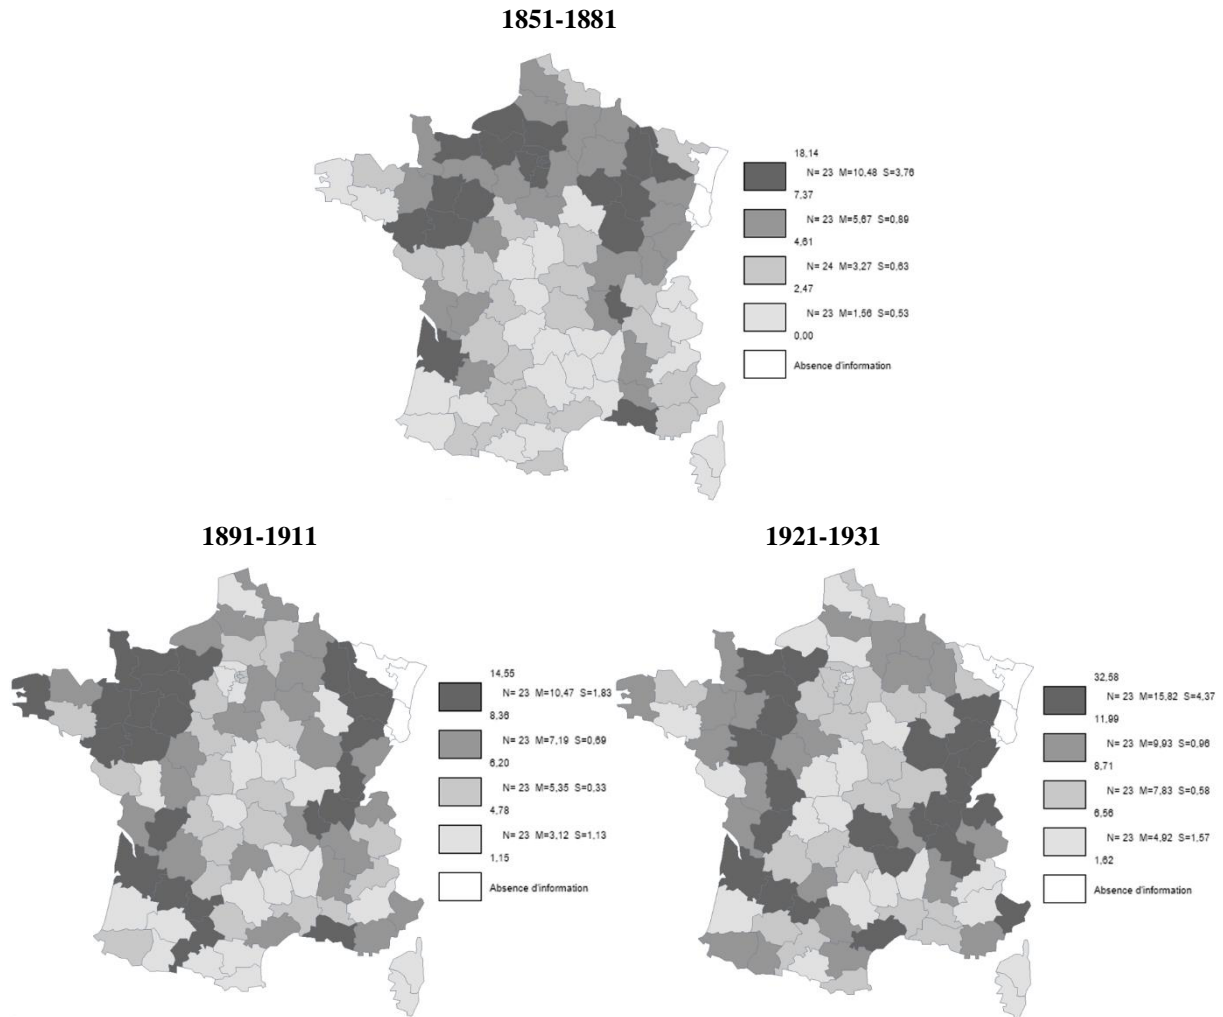 1851-1881
18,14
N= 23 M=10,48 S=3,76
7,37
N= 23 M=5,67 S=0,89
4,61
N= 24 M=3,27 S=0,63
2,47
N= 23 M=1,56 S=0,53
0,00
Absence d'information
1891-1911
14,55
N= 23 M=10,47 S=1,83
8,36
N= 23 M=7,19 S=0,69
6,20
N= 23 M=5,35 S=0,33
4,78
N= 23 M=3,12 S=1,13
1,15
Absence d'information
1921-1931
32,58
N= 23 M=15,82 S=4,37
11,99
N= 23 M=9,93 S=0,96
8,71
N= 23 M=7,83 S=0,58
6,56
N= 23 M=4,92 S=1,57
1,62
Absence d'information